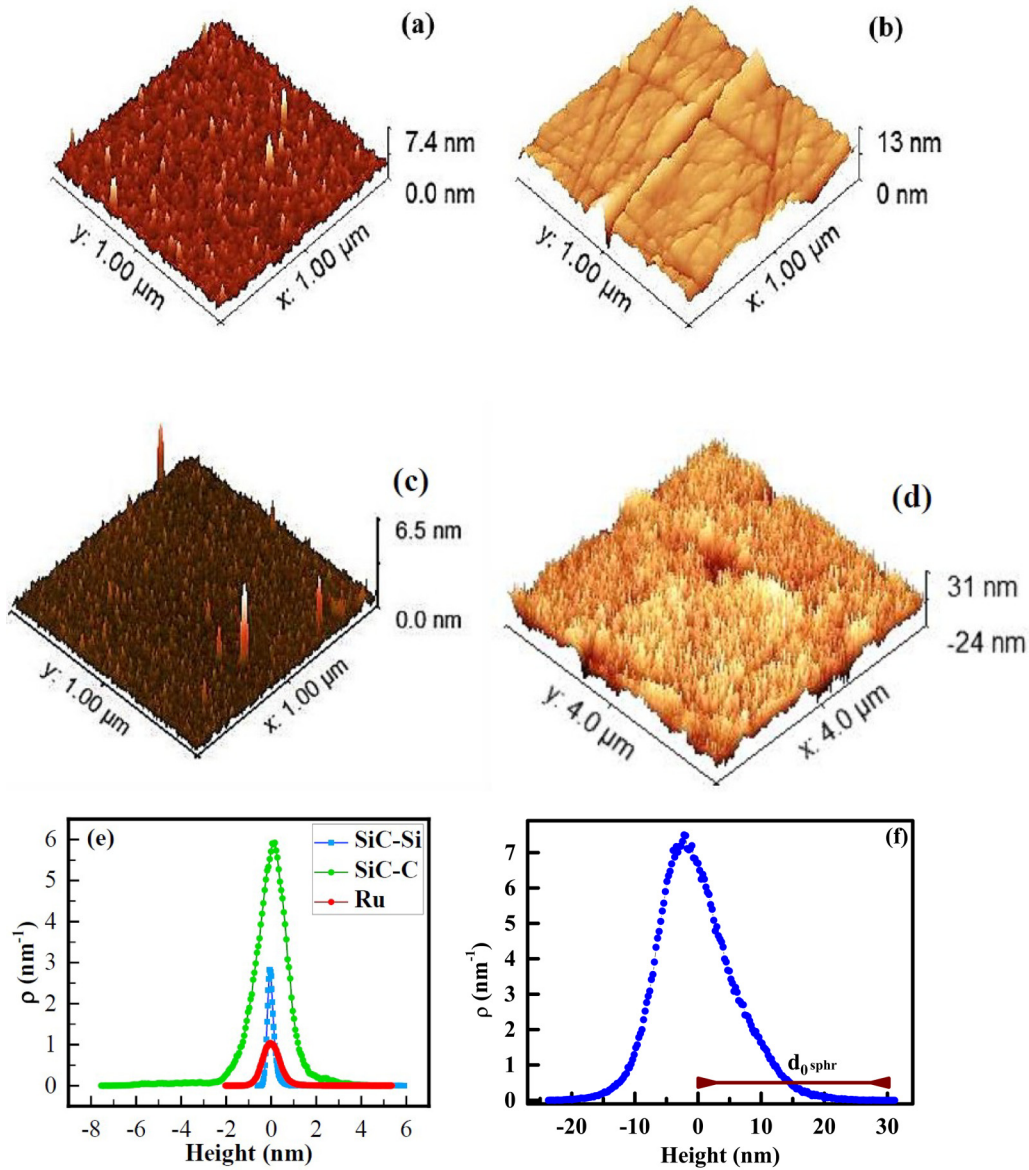 (a)
7.4 nm
0.0 nm
y: 1.00 µm
x: 1.00 µm
(b)
13 nm
0 nm
y: 1.00 µm
x: 1.00 µm
(c)
6.5 nm
0.0 nm
y: 1.00 µm
x: 1.00 µm
(d)
31 nm
-24 nm
y: 4.0 µm
x: 4.0 µm
(e)
SiC-Si
SiC-C
Ru
6
5
4
3
2
1
0
ρ (nm⁻¹)
-8 -7 -4 -2 0 2 4 6
Height (nm)
(f)
7
6
5
4
3
2
1
0
ρ (nm⁻¹)
d₀ sphr
-20 -10 0 10 20 30
Height (nm)